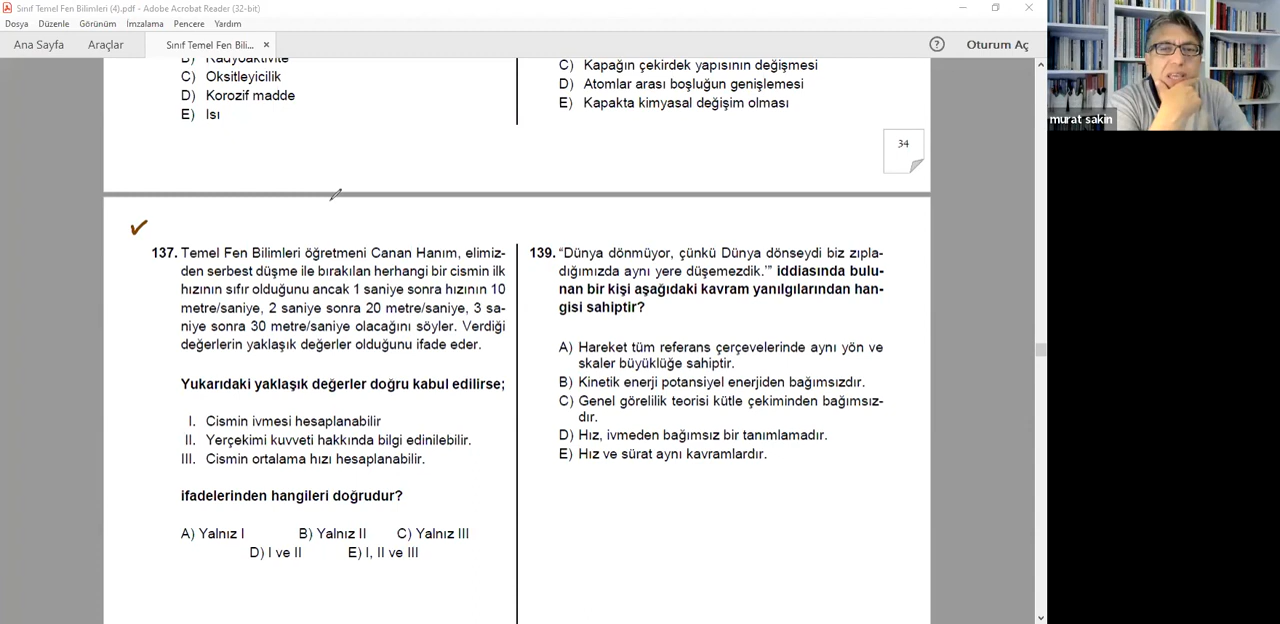 Sınıf Temel Fen Bilimleri (4).pdf - Adobe Acrobat Reader (32-bit)
Dosya Düzenle Görünüm İmzalama Pencere Yardım
Ana Sayfa Araçlar Sınıf Temel Fen Bili... × Oturum Aç
B) Radyoaktivite
C) Oksitleyicilik
D) Korozif madde
E) Isı
C) Kapağın çekirdek yapısının değişmesi
D) Atomlar arası boşluğun genişlemesi
E) Kapakta kimyasal değişim olması
34
murat sakin
137. Temel Fen Bilimleri öğretmeni Canan Hanım, elimiz-
den serbest düşme ile bırakılan herhangi bir cismin ilk
hızının sıfır olduğunu ancak 1 saniye sonra hızının 10
metre/saniye, 2 saniye sonra 20 metre/saniye, 3 sa-
niye sonra 30 metre/saniye olacağını söyler. Verdiği
değerlerin yaklaşık değerler olduğunu ifade eder.
Yukarıdaki yaklaşık değerler doğru kabul edilirse;
I. Cismin ivmesi hesaplanabilir
II. Yerçekimi kuvveti hakkında bilgi edinilebilir.
III. Cismin ortalama hızı hesaplanabilir.
ifadelerinden hangileri doğrudur?
A) Yalnız I B) Yalnız II C) Yalnız III
D) I ve II E) I, II ve III
139. “Dünya dönmüyor, çünkü Dünya dönseydi biz zıpla-
dığımızda aynı yere düşemezdik.'” iddiasında bulu-
nan bir kişi aşağıdaki kavram yanılgılarından han-
gisi sahiptir?
A) Hareket tüm referans çerçevelerinde aynı yön ve
skaler büyüklüğe sahiptir.
B) Kinetik enerji potansiyel enerjiden bağımsızdır.
C) Genel görelilik teorisi kütle çekiminden bağımsız-
dır.
D) Hız, ivmeden bağımsız bir tanımlamadır.
E) Hız ve sürat aynı kavramlardır.